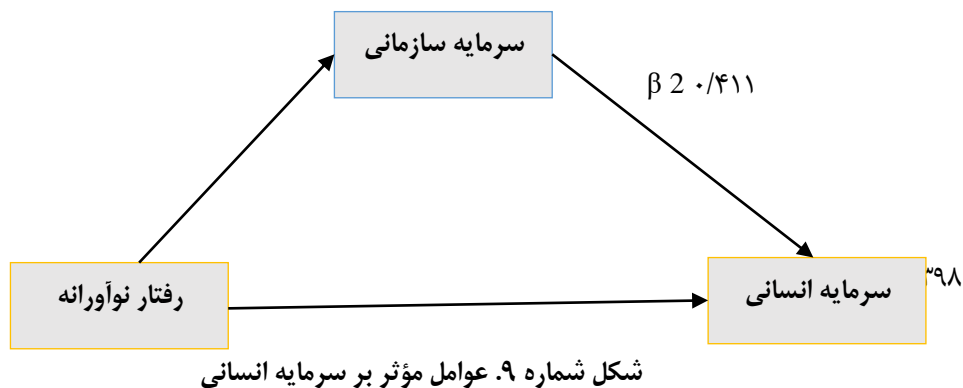 سرمایه سازمانی
β 2 ۰/۴۱۱
رفتار نوآورانه
سرمایه انسانی
۳۹۸
شکل شماره ۹. عوامل مؤثر بر سرمایه انسانی